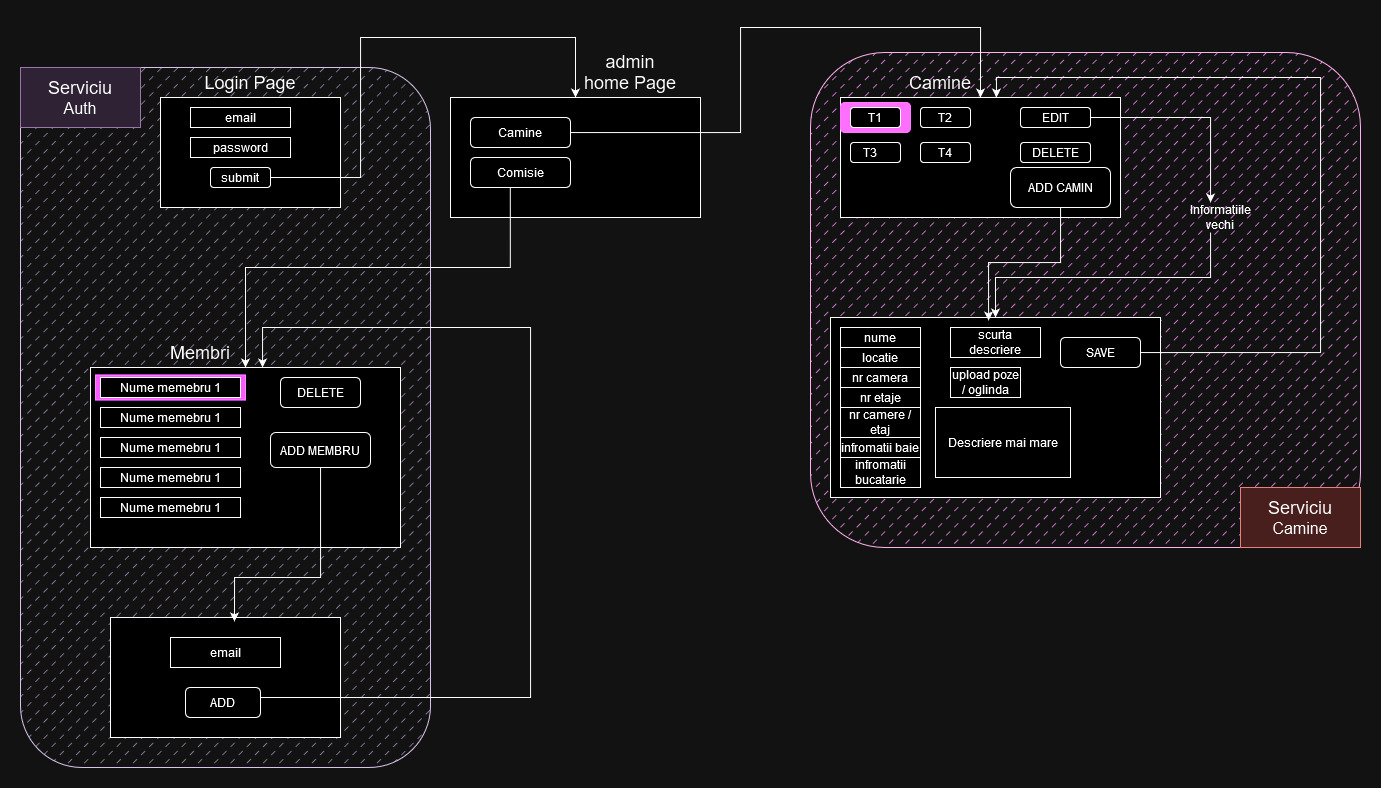 Serviciu
Auth
Login Page
email
password
submit
admin
home Page
Camine
Comisie
Camine
T1
T2
EDIT
T3
T4
DELETE
ADD CAMIN
Informatiile
vechi
nume
locatie
nr camera
nr etaje
nr camere /
etaj
infromatii baie
infromatii
bucatarie
scurta
descriere
upload poze
/ oglinda
Descriere mai mare
SAVE
Serviciu
Camine
Membri
Nume memebru 1
Nume memebru 1
Nume memebru 1
Nume memebru 1
Nume memebru 1
DELETE
ADD MEMBRU
email
ADD